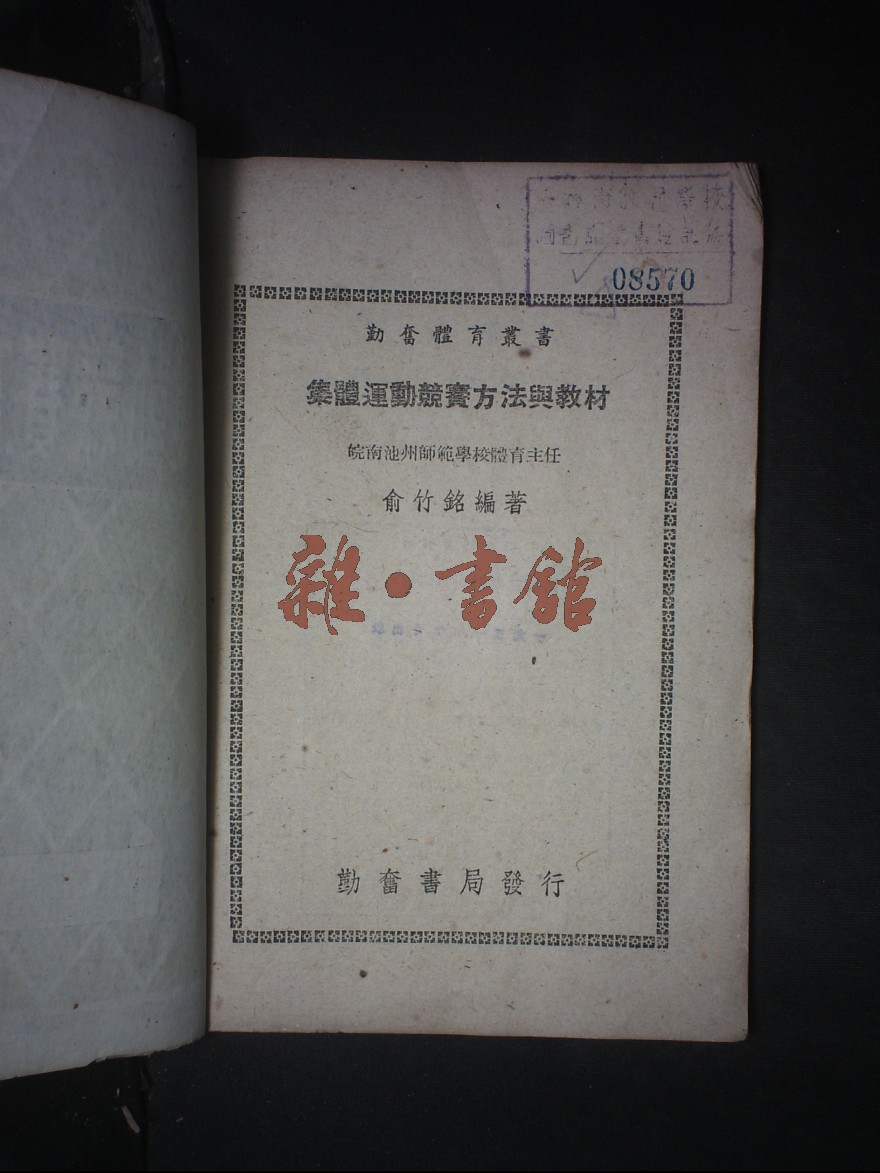 08570
勤奮體育叢書
集體運動競賽方法與教材
皖南池州師範學校體育主任
俞竹銘編著
雜·書舘
勤奮書局發行